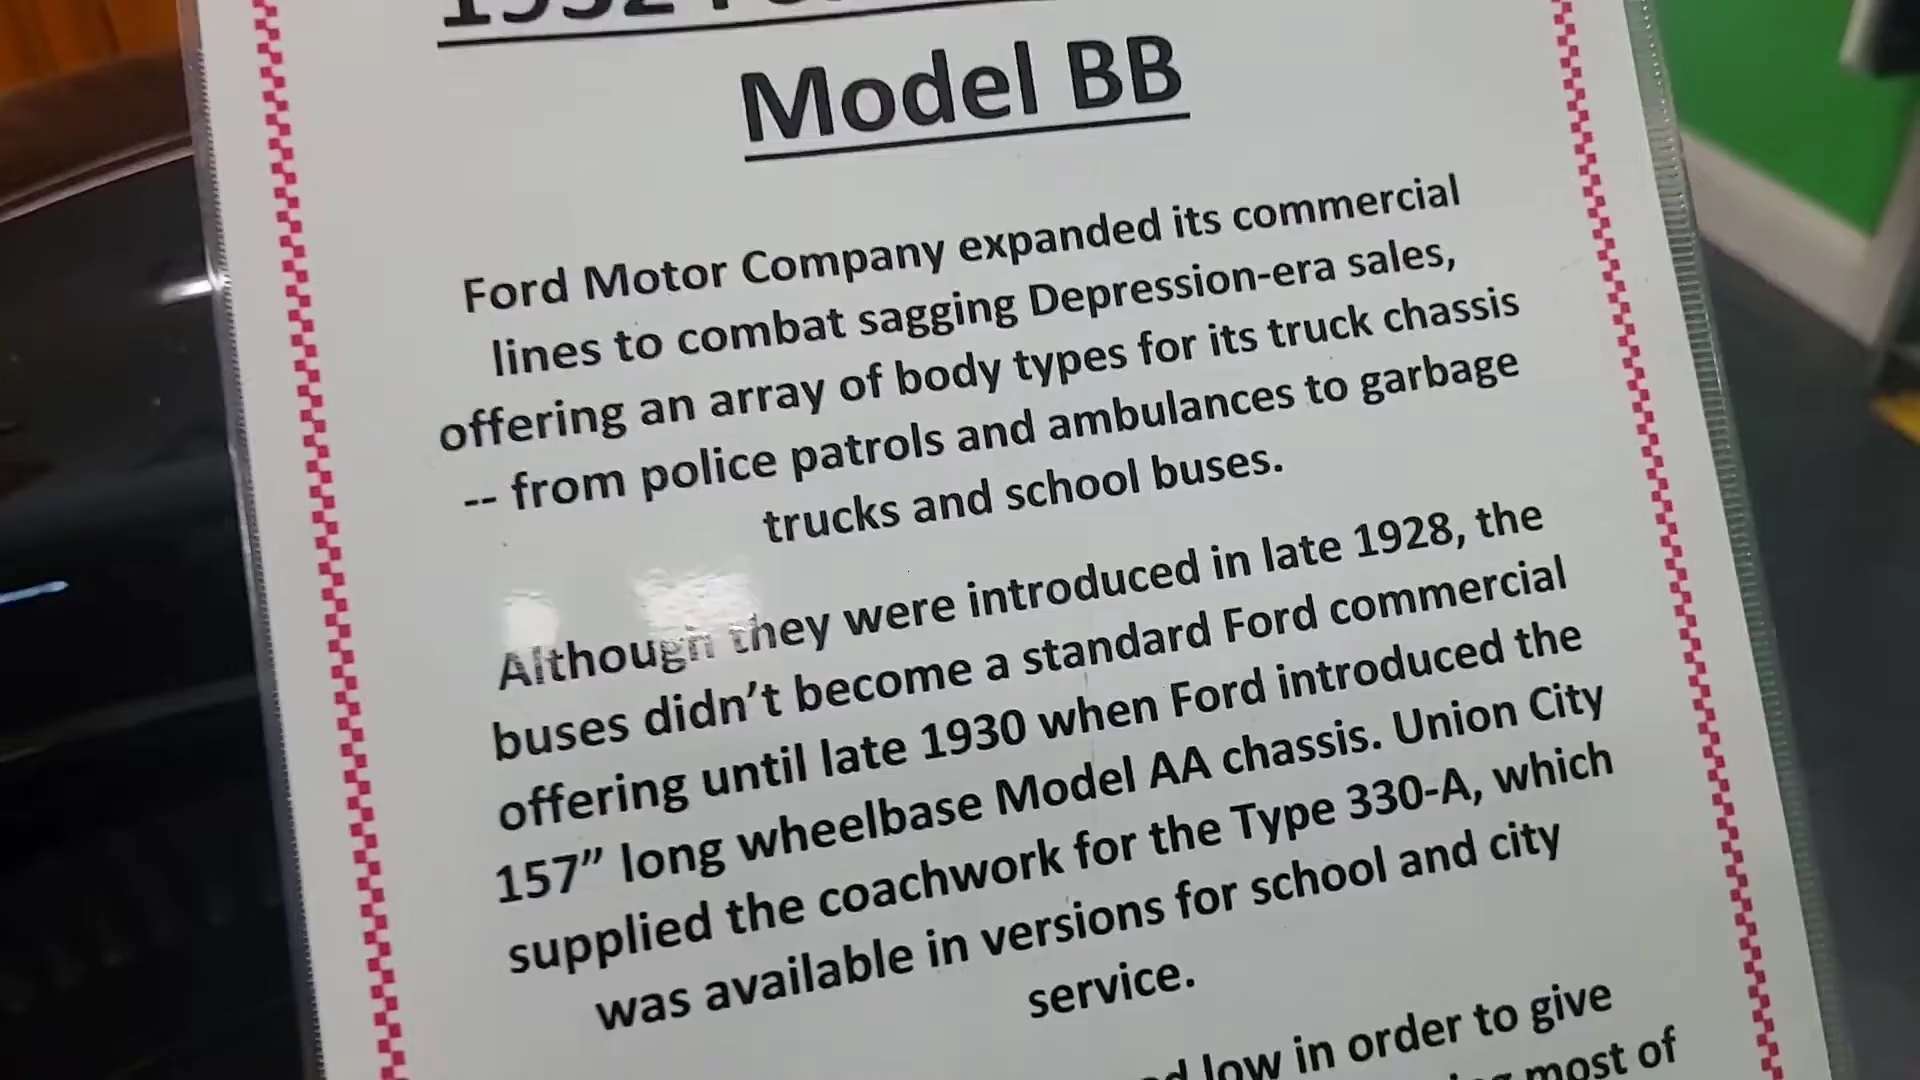 1932
Model BB
Ford Motor Company expanded its commercial
lines to combat sagging Depression-era sales,
offering an array of body types for its truck chassis
-- from police patrols and ambulances to garbage
trucks and school buses.
Although they were introduced in late 1928, the
buses didn’t become a standard Ford commercial
offering until late 1930 when Ford introduced the
157” long wheelbase Model AA chassis. Union City
supplied the coachwork for the Type 330-A, which
was available in versions for school and city
service.
low in order to give
most of